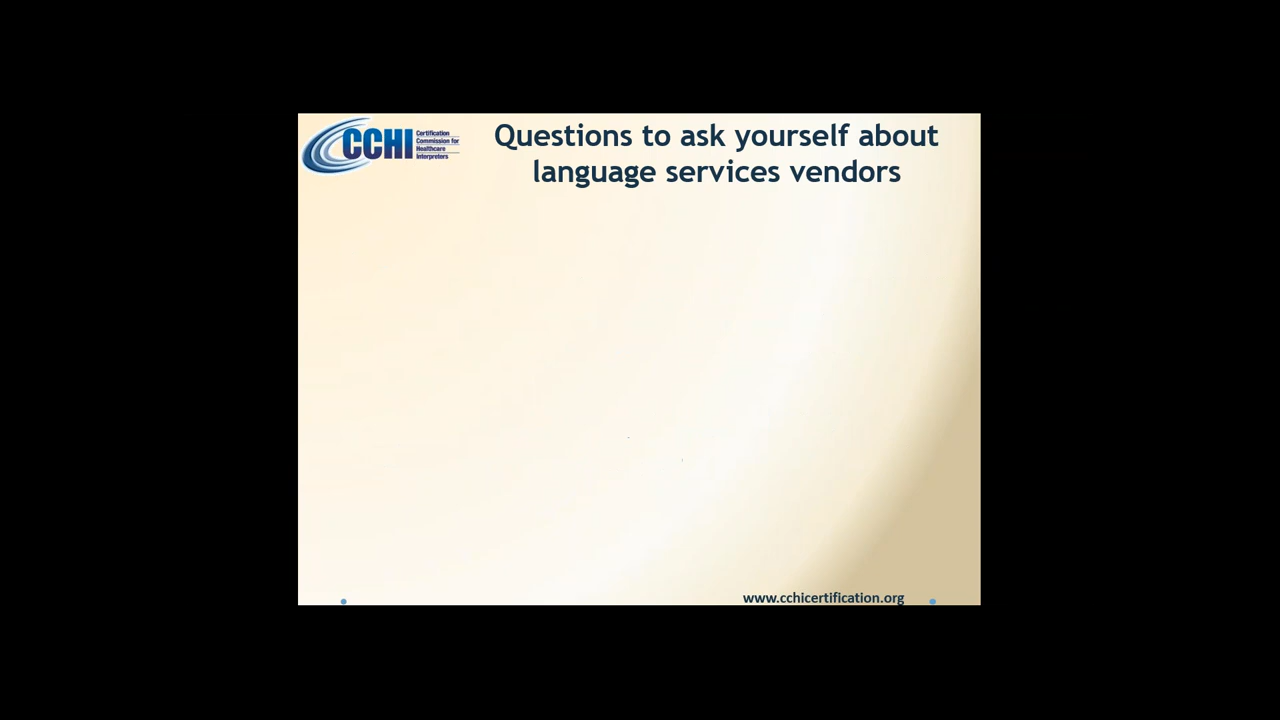 CCHI
Certification
Commission for
Healthcare
Interpreters
Questions to ask yourself about
language services vendors
www.cchicertification.org